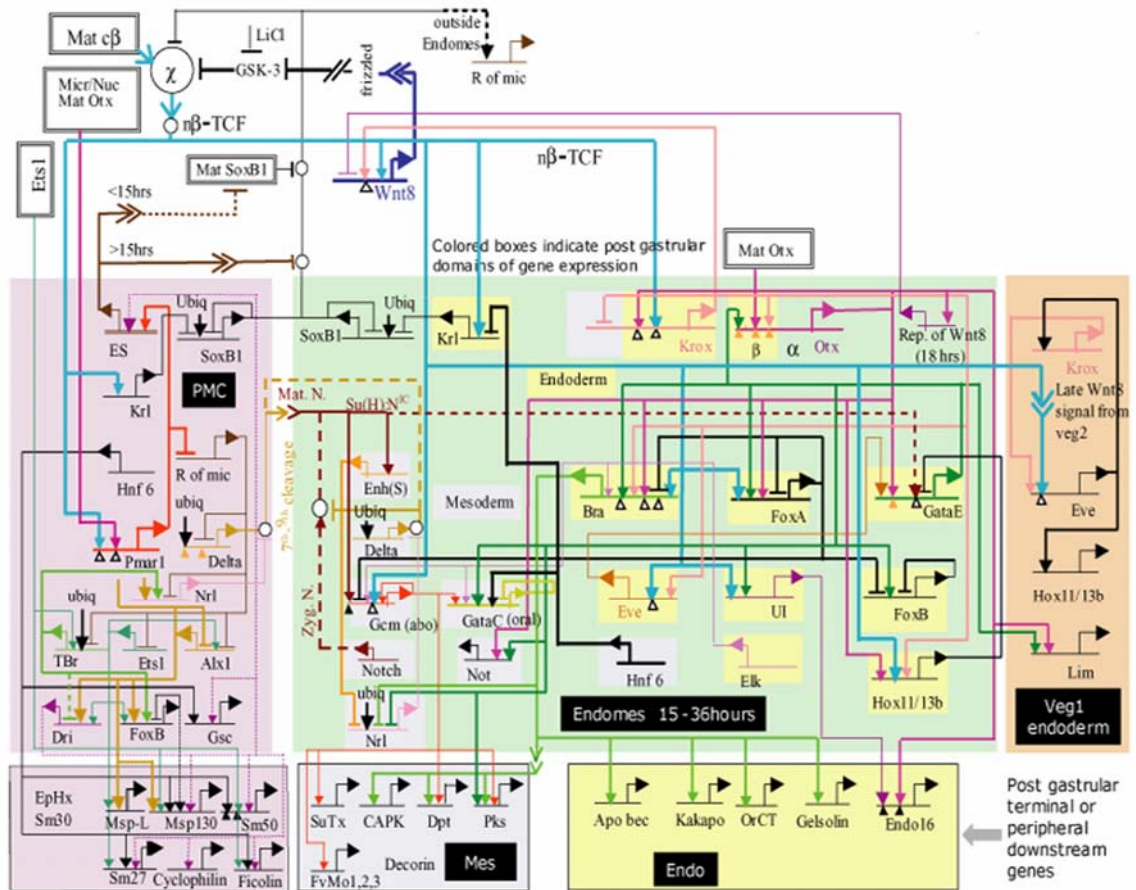 Mat cβ
LiCl
outside
Endomes
χ
GSK-3
frizzled
R of mic
Micr/Nuc
Mat Otx
nβ-TCF
nβ-TCF
Ets1
Mat SoxB1
Wnt8
<15hrs
>15hrs
Colored boxes indicate post gastrular
domains of gene expression
Mat Otx
Ubiq
ES
SoxB1
SoxB1
Ubiq
Krl
Krox
β
α
Otx
Rep. of Wnt8
(18 hrs)
Krox
PMC
Krl
Mat. N.
Su(H):N
IC
Endoderm
Late Wnt8
signal from
veg2
R of mic
Hnf 6
ubiq
Pmar1
Delta
7th-9th cleavage
Enh(S)
Mesoderm
Ubiq
Delta
Bra
FoxA
GataE
Eve
Nrl
Zyg. N.
Gcm (abo)
GataC (oral)
Eve
UI
FoxB
Hox11/13b
ubiq
TBr
Ets1
Alx1
Notch
Not
Hnf 6
Elk
Hox11/13b
Lim
Dri
FoxB
Gsc
ubiq
Nrl
Endomes 15 -36hours
Veg1
endoderm
EpHx
Sm30
Msp-L
Msp130
Sm50
Sm27
Cyclophilin
Ficolin
SuTx
CAPK
Dpt
Pks
Decorin
Mes
FvMo1,2,3
Apo bec
Kakapo
OrCT
Gelsolin
Endo16
Endo
Post gastrular
terminal or
peripheral
downstream
genes